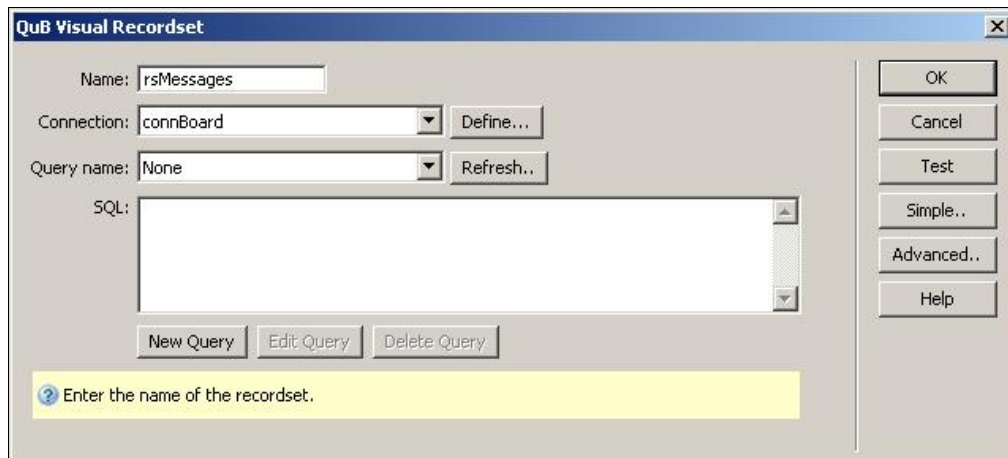 QuB Visual Recordset
Name: rsMessages
Connection: connBoard Define...
Query name: None Refresh..
SQL:
New Query Edit Query Delete Query
Enter the name of the recordset.
OK
Cancel
Test
Simple..
Advanced..
Help